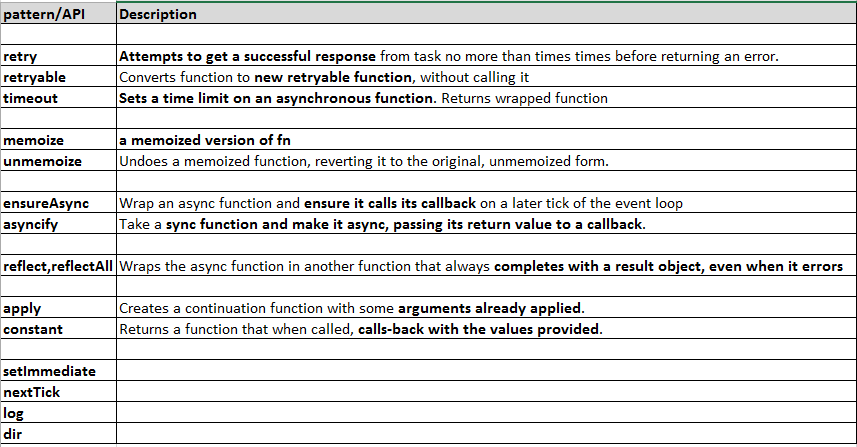 pattern/API Description
retry Attempts to get a successful response from task no more than times times before returning an error.
retryable Converts function to new retryable function, without calling it
timeout Sets a time limit on an asynchronous function. Returns wrapped function
memoize a memoized version of fn
unmemoize Undoes a memoized function, reverting it to the original, unmemoized form.
ensureAsync Wrap an async function and ensure it calls its callback on a later tick of the event loop
asyncify Take a sync function and make it async, passing its return value to a callback.
reflect,reflectAll Wraps the async function in another function that always completes with a result object, even when it errors
apply Creates a continuation function with some arguments already applied.
constant Returns a function that when called, calls-back with the values provided.
setImmediate
nextTick
log
dir